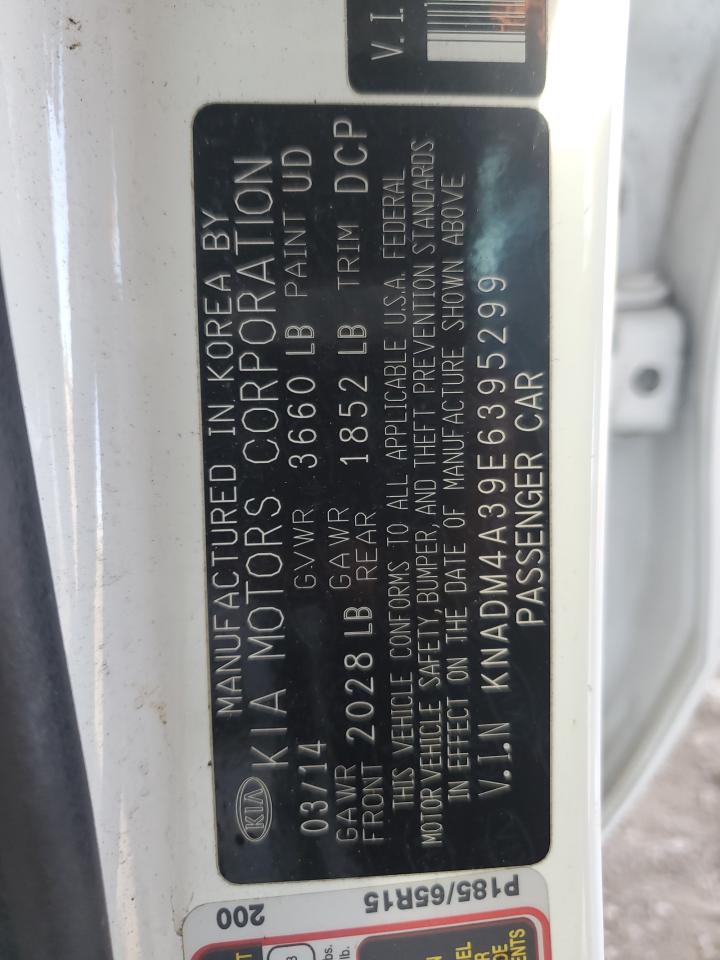 V.I.
KIA
MANUFACTURED IN KOREA BY
KIA MOTORS CORPORATION
03/14 GVWR 3660 LB PAINT UD
GAWR FRONT 2028 LB GAWR REAR 1852 LB TRIM DCP
THIS VEHICLE CONFORMS TO ALL APPLICABLE U.S.A. FEDERAL
MOTOR VEHICLE SAFETY, BUMPER, AND THEFT PREVENTION STANDARDS
IN EFFECT ON THE DATE OF MANUFACTURE SHOWN ABOVE
V.I.N KNADM4A39E6395299
PASSENGER CAR
200
P185/65R15